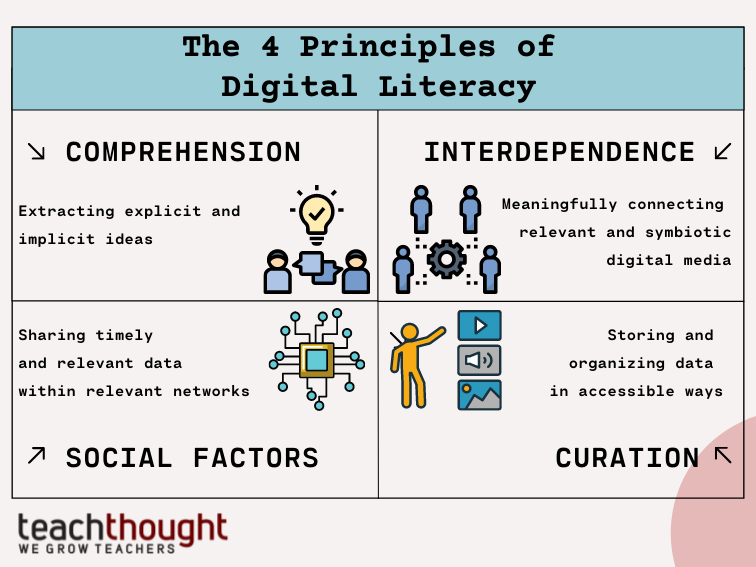 The 4 Principles of
Digital Literacy
COMPREHENSION
Extracting explicit and
implicit ideas
INTERDEPENDENCE
Meaningfully connecting
relevant and symbiotic
digital media
Sharing timely
and relevant data
within relevant networks
SOCIAL FACTORS
Storing and
organizing data
in accessible ways
CURATION
teachthought
WE GROW TEACHERS